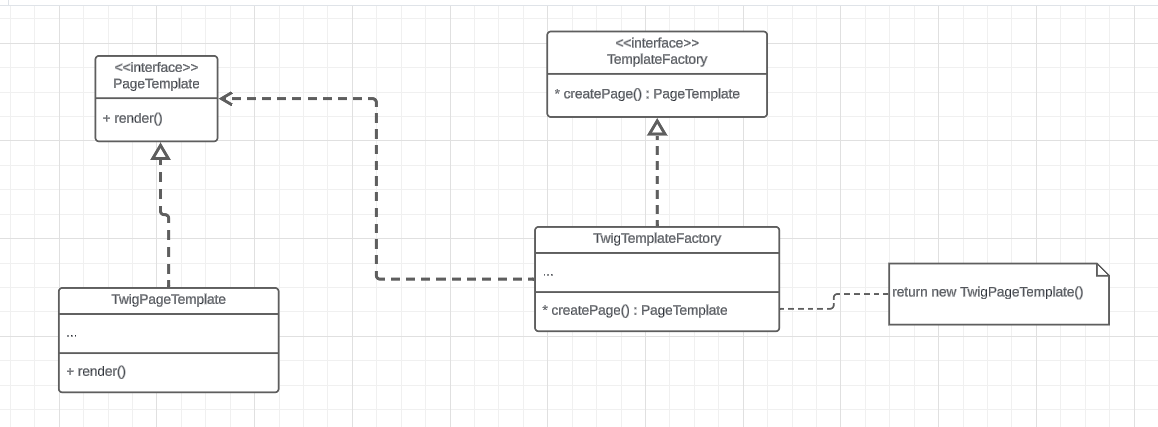 <<interface>>
PageTemplate
+ render()
<<interface>>
TemplateFactory
* createPage() : PageTemplate
TwigTemplateFactory
...
* createPage() : PageTemplate
return new TwigPageTemplate()
TwigPageTemplate
...
+ render()